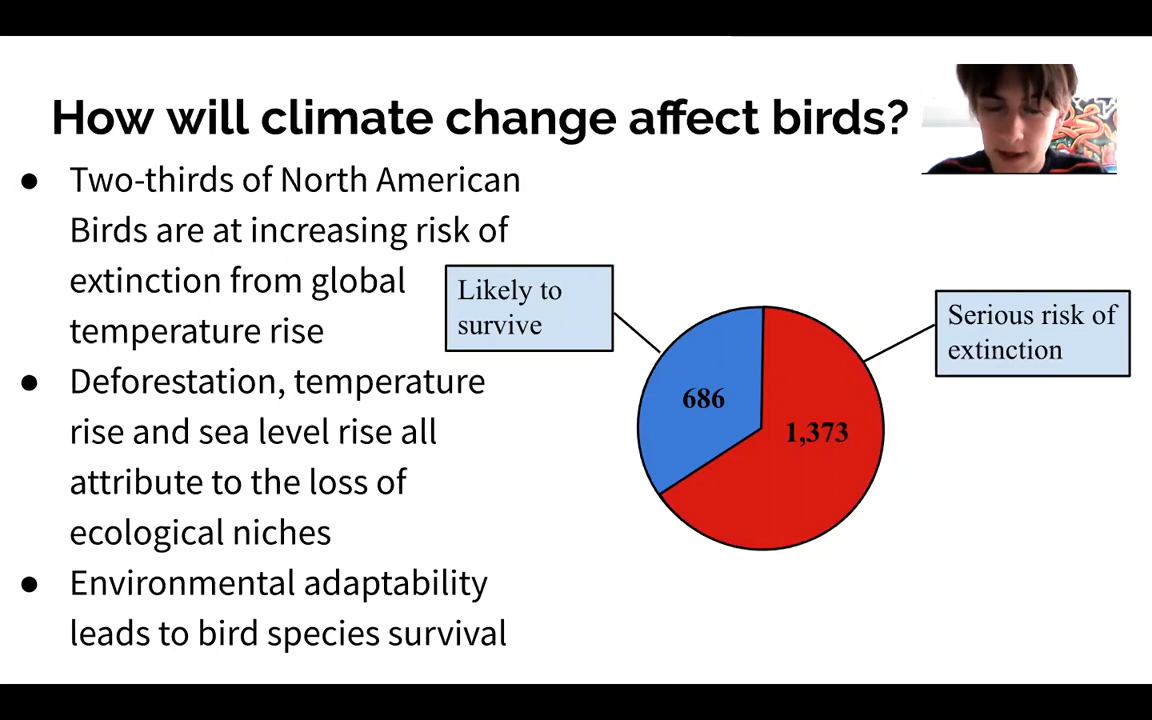 How will climate change affect birds?
● Two-thirds of North American
Birds are at increasing risk of
extinction from global
temperature rise
● Deforestation, temperature
rise and sea level rise all
attribute to the loss of
ecological niches
● Environmental adaptability
leads to bird species survival
Likely to
survive
Serious risk of
extinction
686
1,373